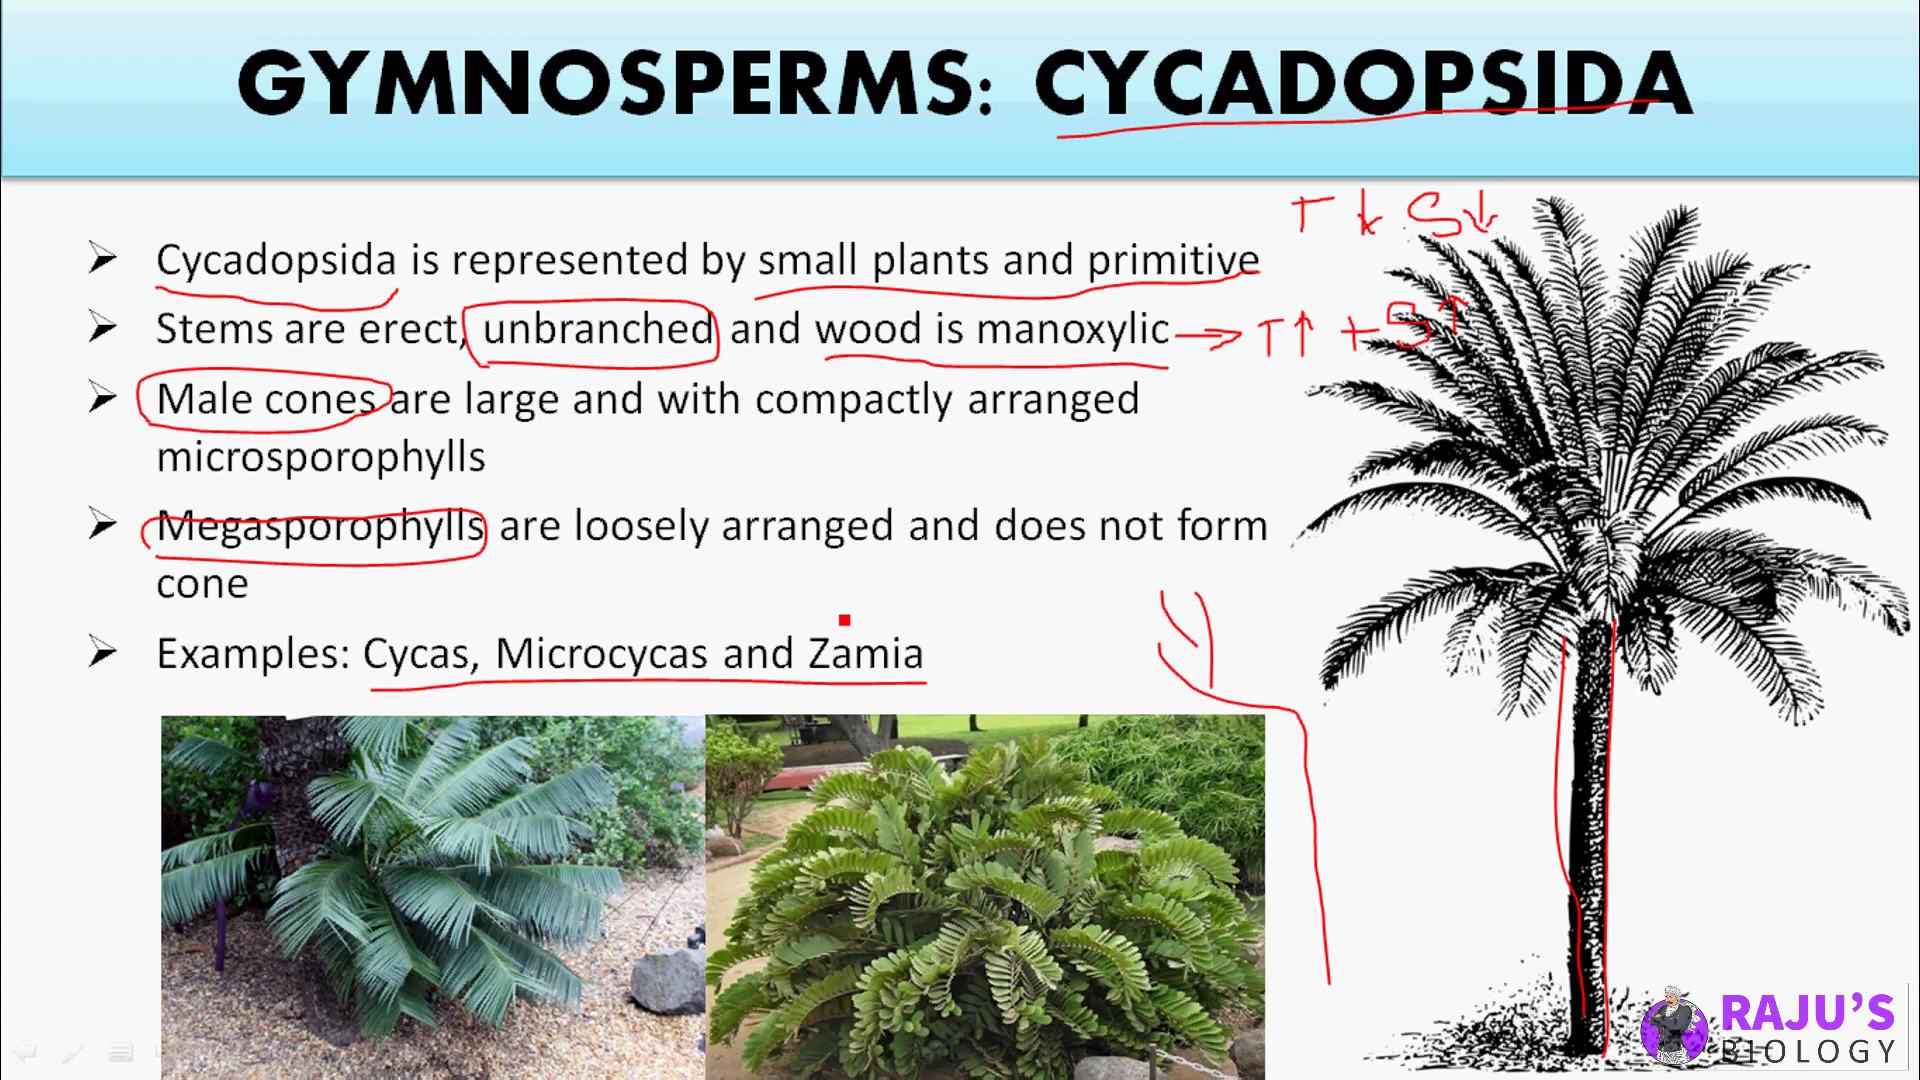 GYMNOSPERMS: CYCADOPSIDA
T ↓ S↓
Cycadopsida is represented by small plants and primitive
Stems are erect, unbranched and wood is manoxylic → T↑ + S↑
Male cones are large and with compactly arranged
microsporophylls
Megasporophylls are loosely arranged and does not form
cone
Examples: Cycas, Microcycas and Zamia
RAJU'S
BIOLOGY